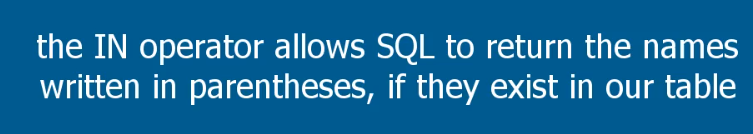 the IN operator allows SQL to return the names
written in parentheses, if they exist in our table